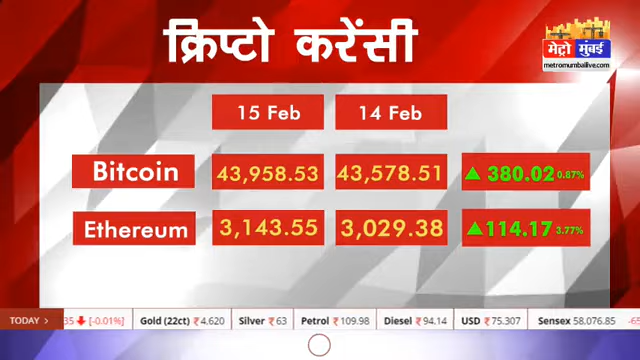 क्रिप्टो करेंसी
मेट्रो मुंबई
metromumbailive.com
15 Feb 14 Feb
Bitcoin 43,958.53 43,578.51 ▲ 380.02 0.87%
Ethereum 3,143.55 3,029.38 ▲114.17 3.77%
TODAY > 35 [-0.01%] Gold (22ct) ₹4,620 Silver ₹63 Petrol ₹109.98 Diesel ₹94.14 USD ₹75.307 Sensex 58,076.85 -65